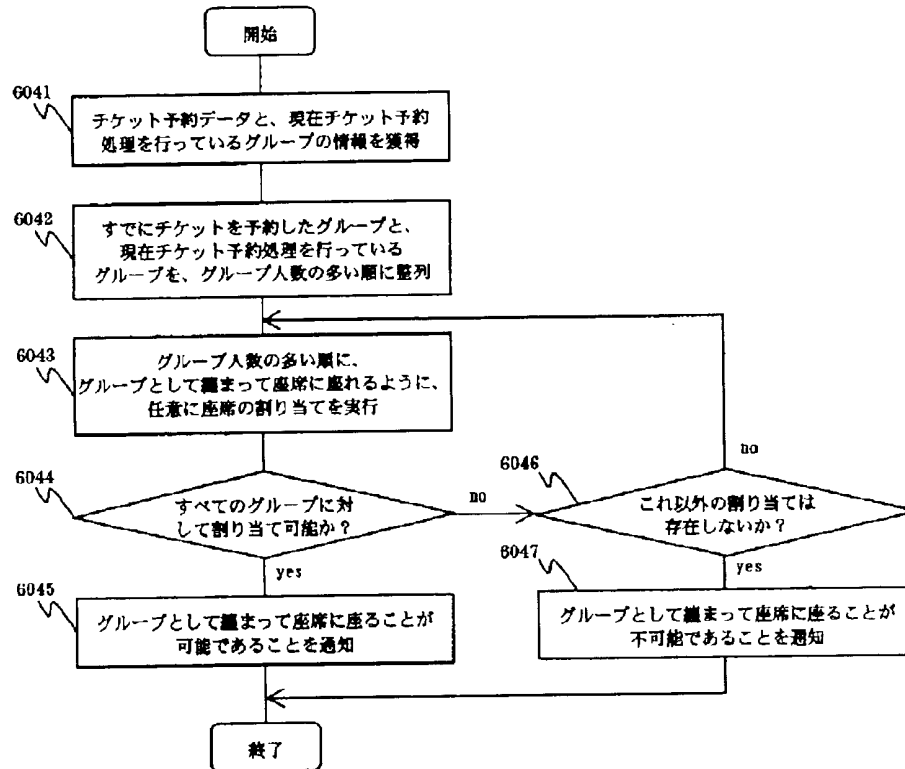 開始
6041
チケット予約データと、現在チケット予約
処理を行っているグループの情報を獲得
6042
すでにチケットを予約したグループと、
現在チケット予約処理を行っている
グループを、グループ人数の多い順に整列
6043
グループ人数の多い順に、
グループとして纏まって座席に座れるように、
任意に座席の割り当てを実行
6044
すべてのグループに対
して割り当て可能か？
no
yes
6046
これ以外の割り当ては
存在しないか？
no
yes
6045
グループとして纏まって座席に座ることが
可能であることを通知
6047
グループとして纏まって座席に座ることが
不可能であることを通知
終了